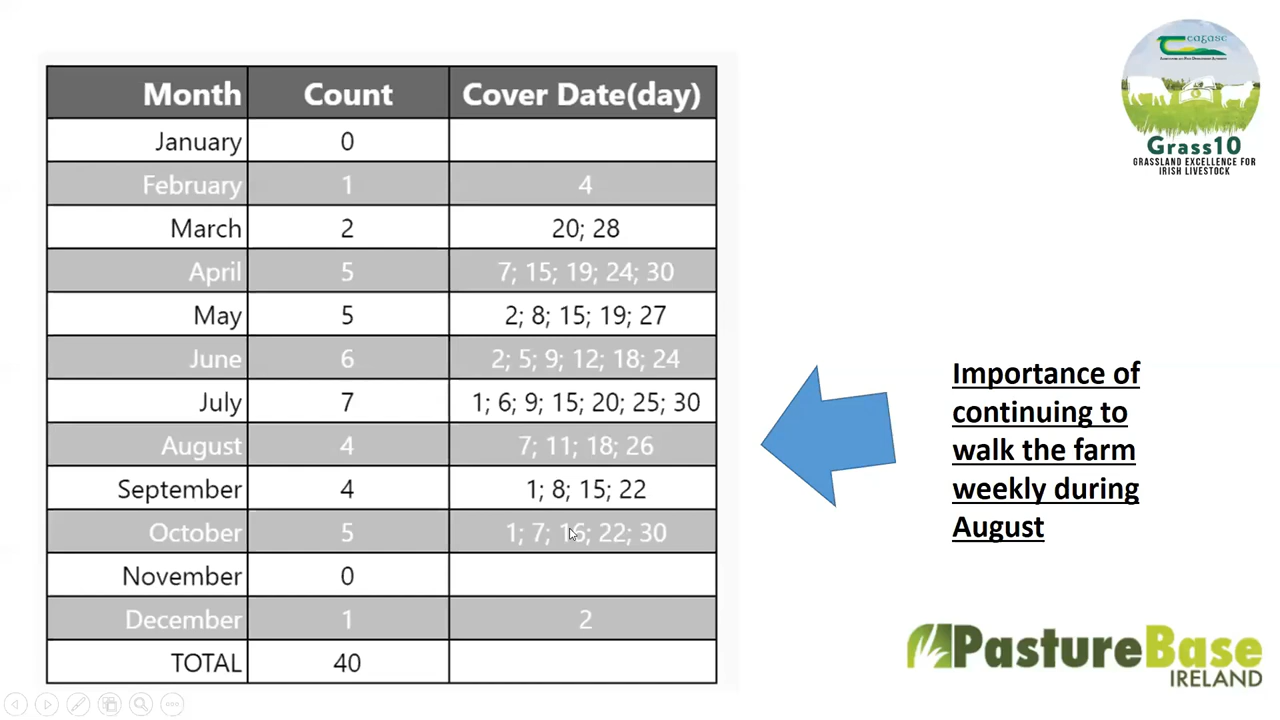 Month Count Cover Date(day)
January 0
February 1 4
March 2 20; 28
April 5 7; 15; 19; 24; 30
May 5 2; 8; 15; 19; 27
June 6 2; 5; 9; 12; 18; 24
July 7 1; 6; 9; 15; 20; 25; 30
August 4 7; 11; 18; 26
September 4 1; 8; 15; 22
October 5 1; 7; 16; 22; 30
November 0
December 1 2
TOTAL 40
teagasc
Grass10
GRASSLAND EXCELLENCE FOR
IRISH LIVESTOCK
Importance of
continuing to
walk the farm
weekly during
August
PastureBase
IRELAND